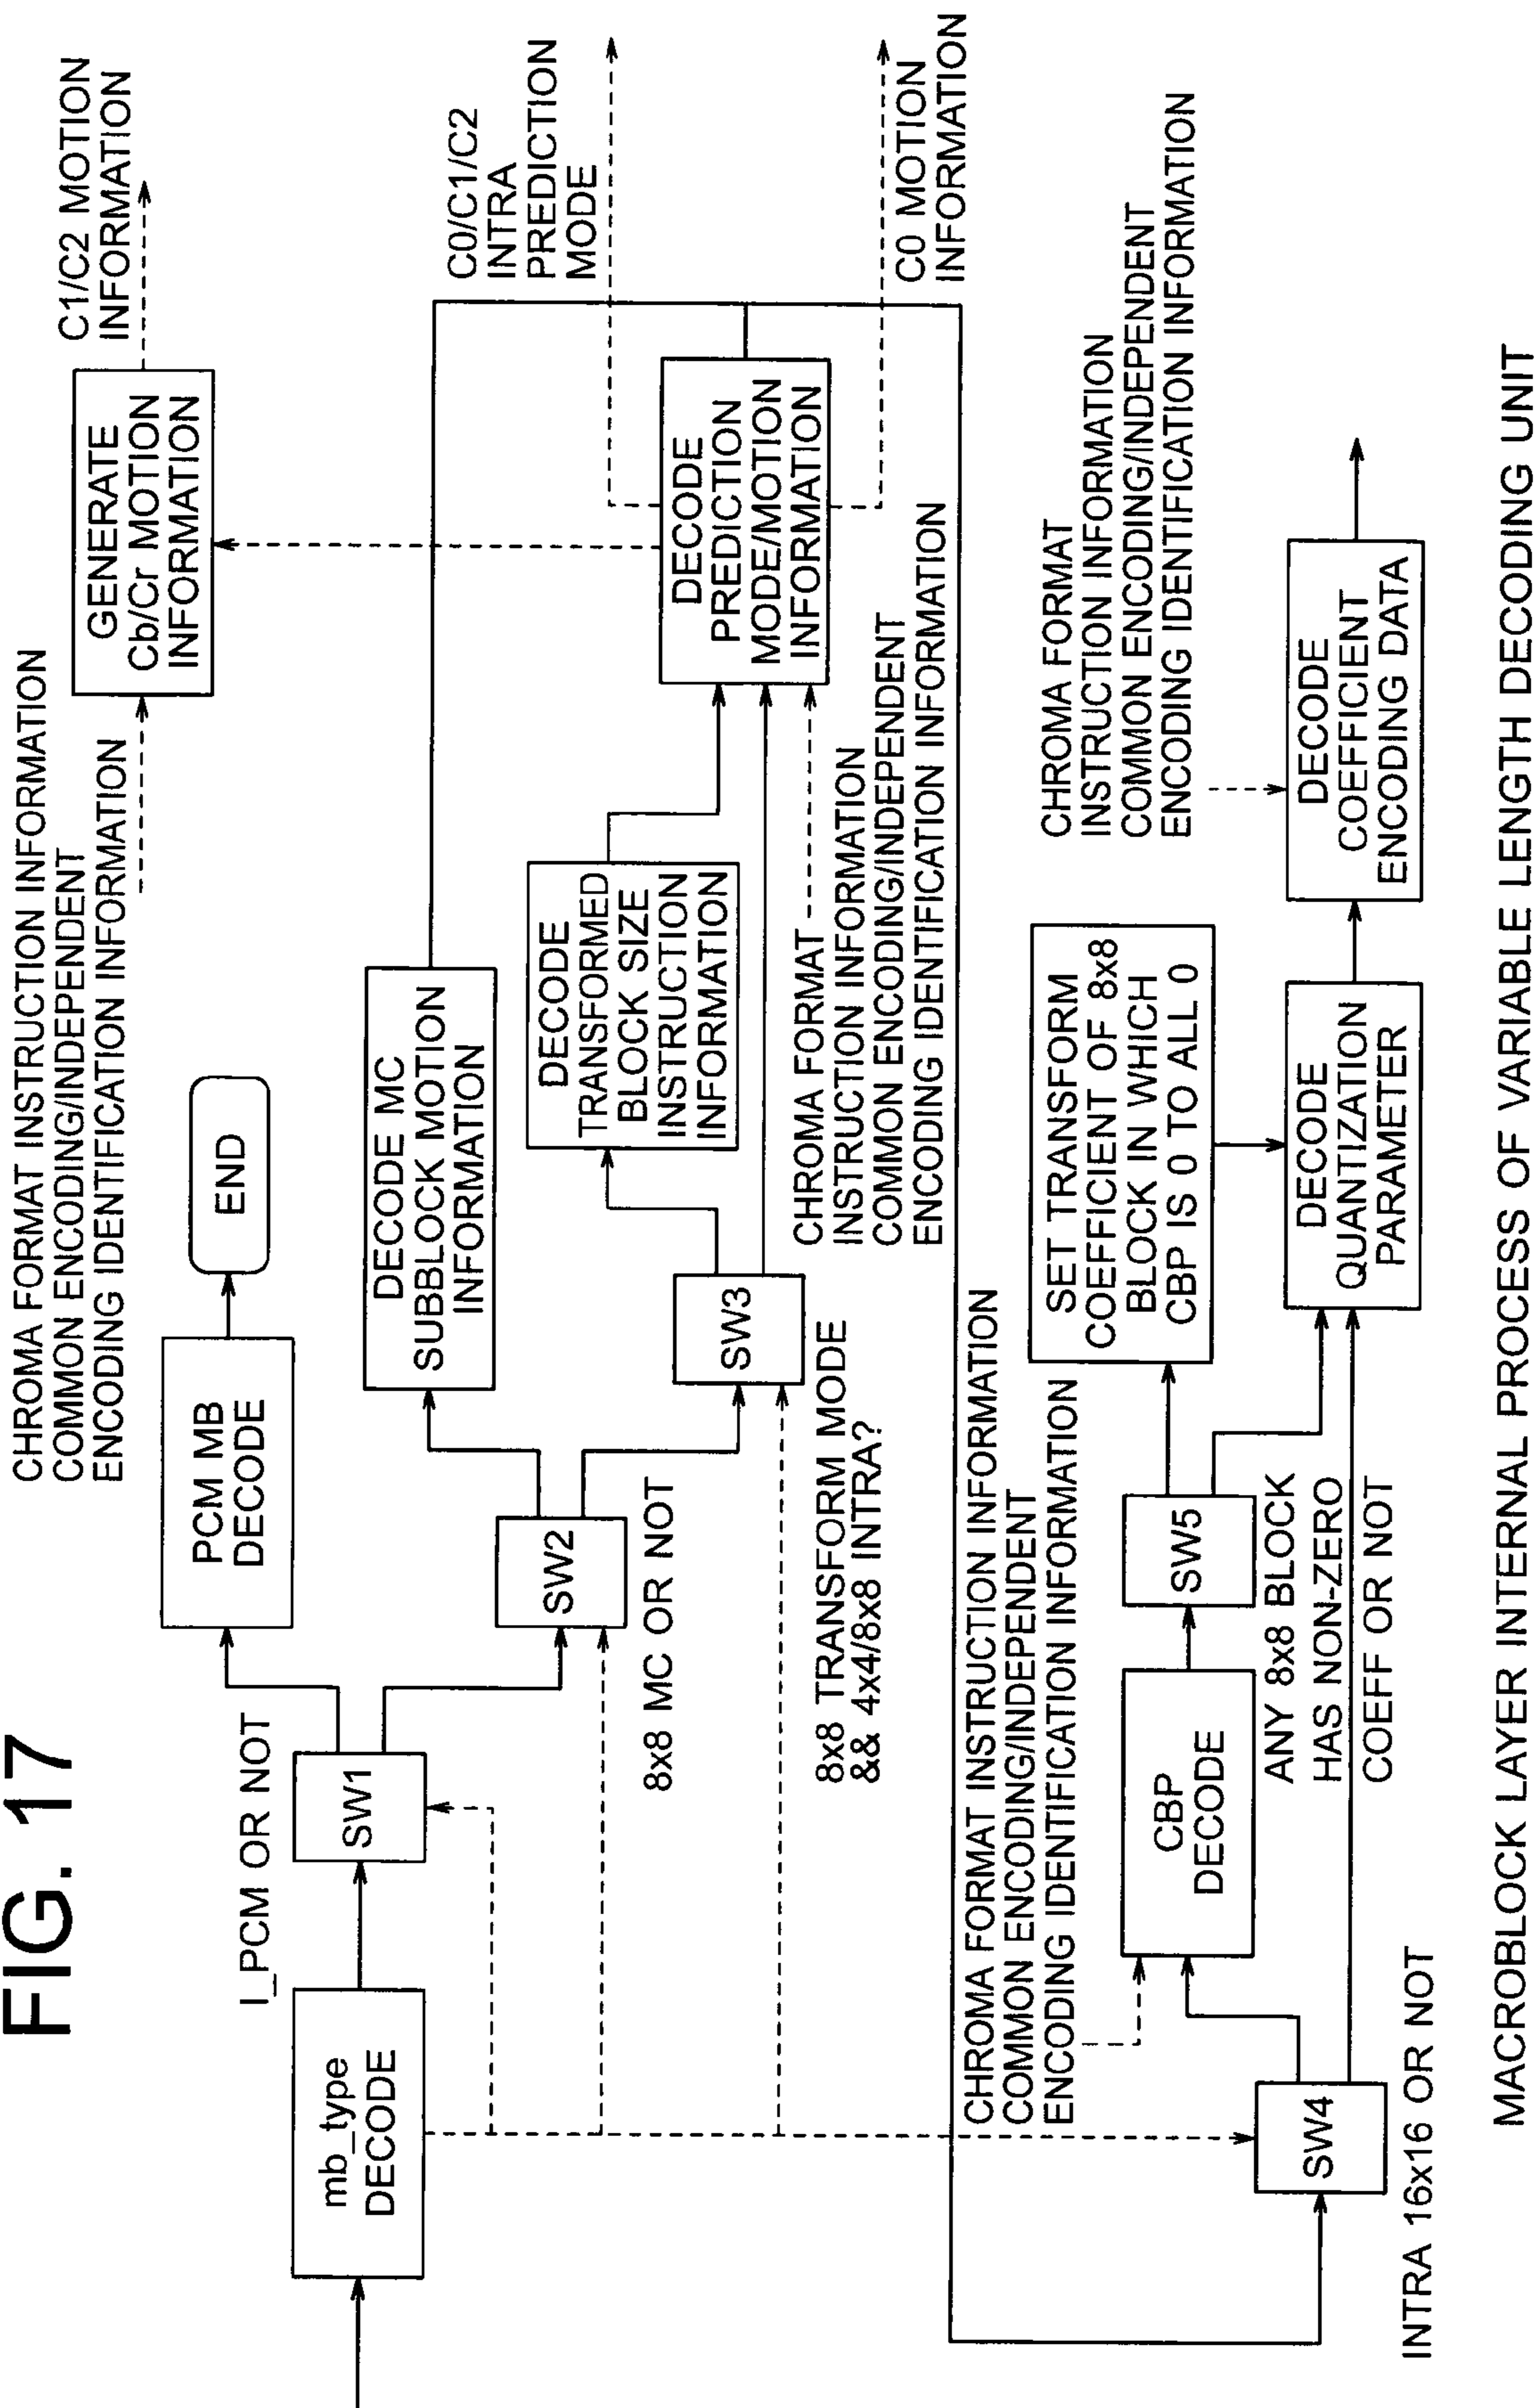 FIG. 17
CHROMA FORMAT INSTRUCTION INFORMATION
COMMON ENCODING/INDEPENDENT
ENCODING IDENTIFICATION INFORMATION
GENERATE
Cb/Cr MOTION
INFORMATION
C1/C2 MOTION
INFORMATION
I_PCM OR NOT
mb_type
DECODE
SW1
PCM MB
DECODE
END
SW2
8x8 MC OR NOT
DECODE MC
SUBBLOCK MOTION
INFORMATION
SW3
8x8 TRANSFORM MODE
&& 4x4/8x8 INTRA?
DECODE
TRANSFORMED
BLOCK SIZE
INSTRUCTION
INFORMATION
CHROMA FORMAT
INSTRUCTION INFORMATION
COMMON ENCODING/INDEPENDENT
ENCODING IDENTIFICATION INFORMATION
DECODE
PREDICTION
MODE/MOTION
INFORMATION
C0/C1/C2
INTRA
PREDICTION
MODE
C0 MOTION
INFORMATION
CHROMA FORMAT INSTRUCTION INFORMATION
COMMON ENCODING/INDEPENDENT
ENCODING IDENTIFICATION INFORMATION
SW4
INTRA 16x16 OR NOT
CBP
DECODE
SW5
ANY 8x8 BLOCK
HAS NON-ZERO
COEFF OR NOT
SET TRANSFORM
COEFFICIENT OF 8x8
BLOCK IN WHICH
CBP IS 0 TO ALL 0
DECODE
QUANTIZATION
PARAMETER
CHROMA FORMAT
INSTRUCTION INFORMATION
COMMON ENCODING/INDEPENDENT
ENCODING IDENTIFICATION INFORMATION
DECODE
COEFFICIENT
ENCODING DATA
MACROBLOCK LAYER INTERNAL PROCESS OF VARIABLE LENGTH DECODING UNIT